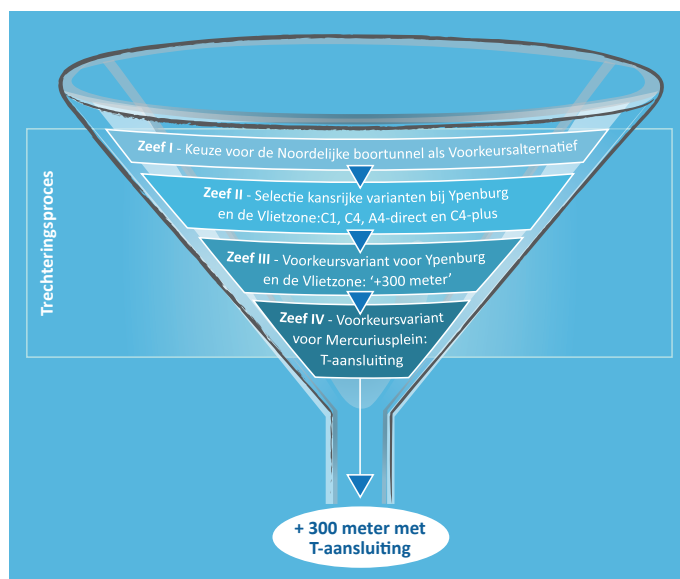 Trechteringsproces
Zeef I - Keuze voor de Noordelijke boortunnel als Voorkeursalternatief
Zeef II - Selectie kansrijke varianten bij Ypenburg
en de Vlietzone:C1, C4, A4-direct en C4-plus
Zeef III - Voorkeursvariant voor Ypenburg
en de Vlietzone: ‘+300 meter’
Zeef IV - Voorkeursvariant
voor Mercuriusplein:
T-aansluiting
+ 300 meter met
T-aansluiting